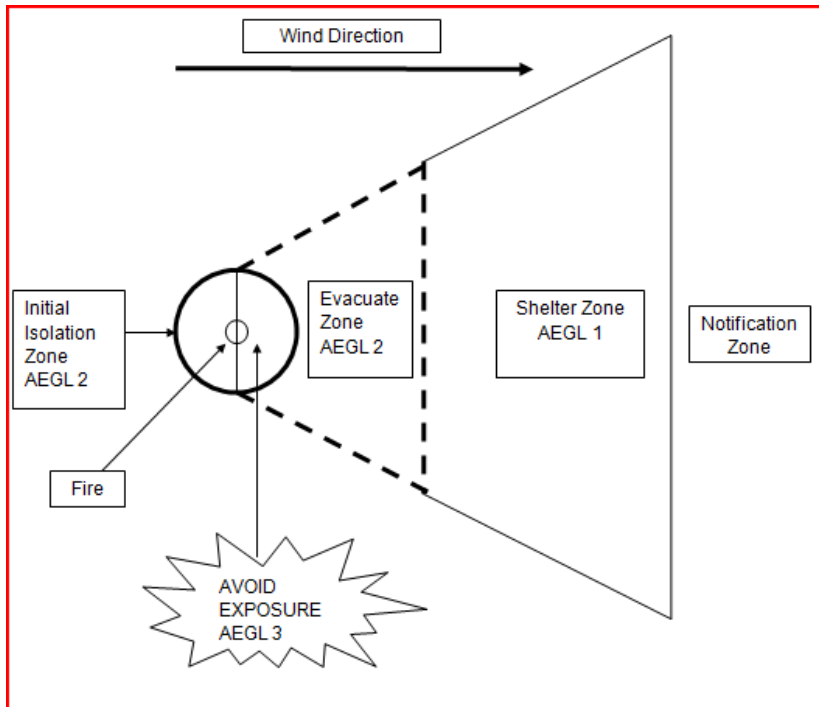 Wind Direction
Initial
Isolation
Zone
AEGL 2
Evacuate
Zone
AEGL 2
Shelter Zone
AEGL 1
Notification
Zone
Fire
AVOID
EXPOSURE
AEGL 3